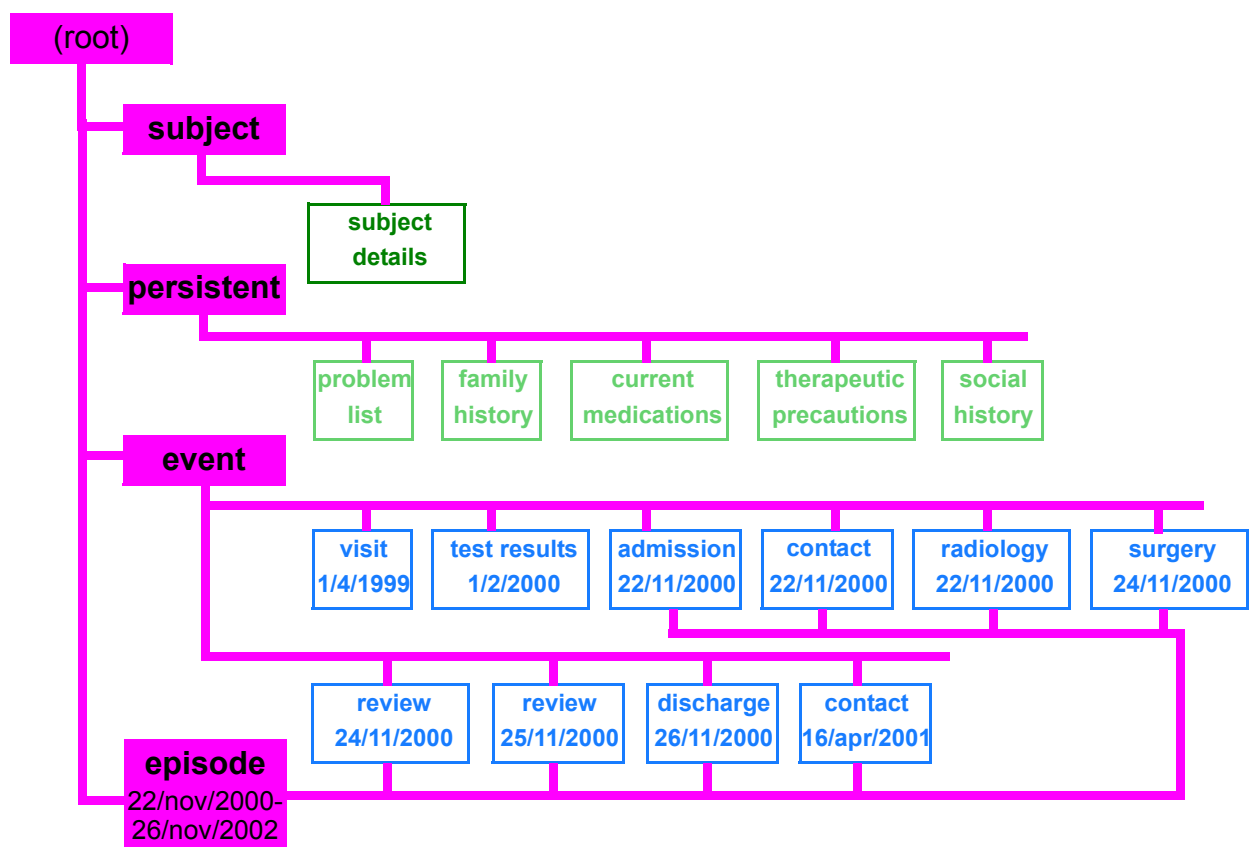 (root)
subject
subject
details
persistent
problem
list
family
history
current
medications
therapeutic
precautions
social
history
event
visit
1/4/1999
test results
1/2/2000
admission
22/11/2000
contact
22/11/2000
radiology
22/11/2000
surgery
24/11/2000
review
24/11/2000
review
25/11/2000
discharge
26/11/2000
contact
16/apr/2001
episode
22/nov/2000-
26/nov/2002